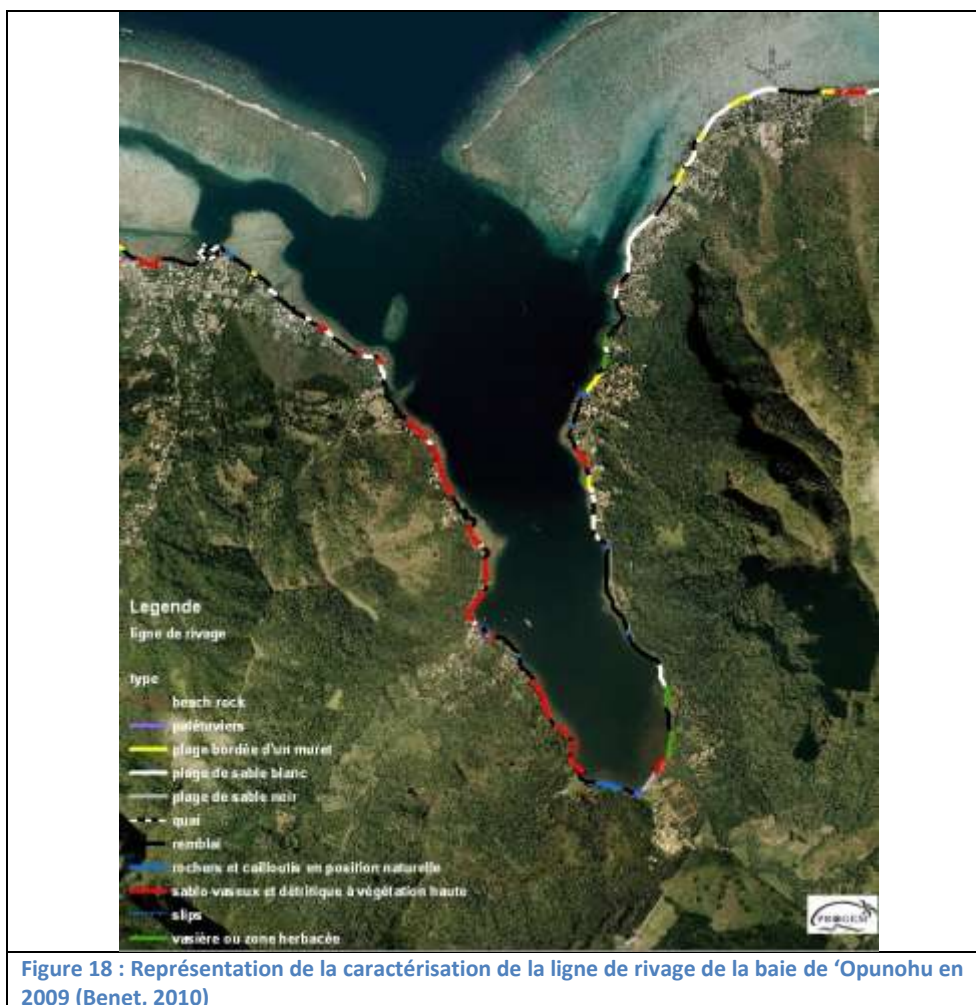 Legende
ligne de rivage
type
beach rock
palétuviers
plage bordée d'un muret
plage de sable blanc
plage de sable noir
quai
remblai
rochers et cailloutis en position naturelle
sablo-vaseux et détritique à végétation haute
slips
vasière ou zone herbacée
PROGEM
Figure 18 : Représentation de la caractérisation de la ligne de rivage de la baie de ‘Opunohu en
2009 (Benet, 2010)